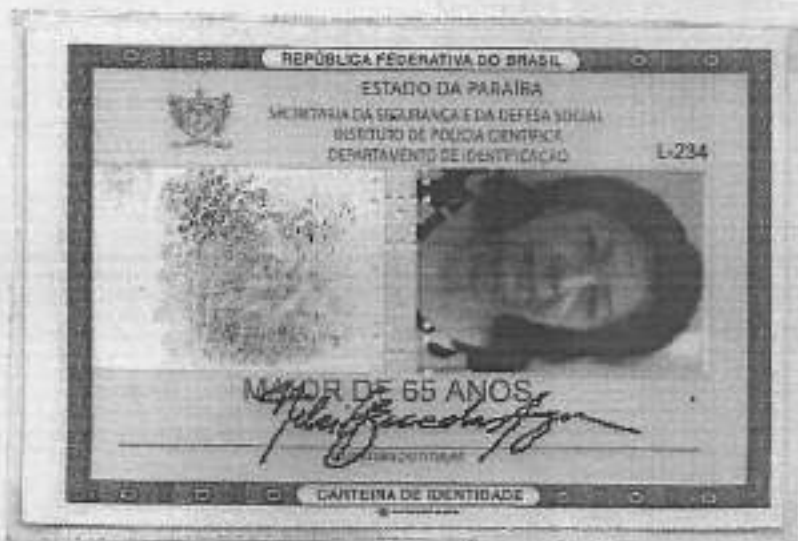 REPÚBLICA FEDERATIVA DO BRASIL
ESTADO DA PARAÍBA
SECRETARIA DA SEGURANÇA E DA DEFESA SOCIAL
INSTITUTO DE POLÍCIA CIENTÍFICA
DEPARTAMENTO DE IDENTIFICAÇÃO
L-234
MAIOR DE 65 ANOS
CARTEIRA DE IDENTIDADE